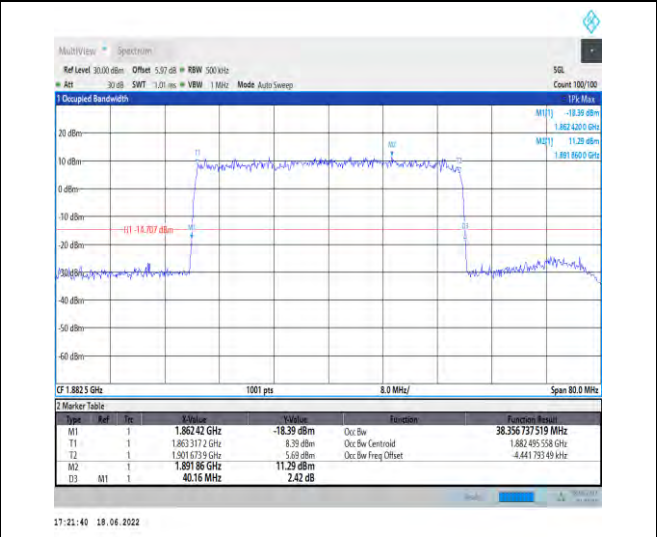 MultiView Spectrum
Ref Level 30.00 dBm Offset 5.97 dB RBW 500 kHz SGL
Att 30 dB SWT 1.01 ms VBW 1 MHz Mode Auto Sweep Count 100/100
1 Occupied Bandwidth 1Pk Max
M1[1] -18.39 dBm
1.862 420 0 GHz
M2[1] 11.29 dBm
1.891 860 0 GHz
20 dBm
M2
T1
T2
10 dBm
0 dBm
-10 dBm
H1 -14.707 dBm
M1
D3
-20 dBm
-40 dBm
-50 dBm
-60 dBm
CF 1.882 5 GHz 1001 pts 8.0 MHz/ Span 80.0 MHz
2 Marker Table
Type Ref Trc X-Value Y-Value Function Function Result
M1 1 1.862 42 GHz -18.39 dBm Occ Bw 38.356 737 519 MHz
T1 1 1.863 317 2 GHz 8.39 dBm Occ Bw Centroid 1.882 495 558 GHz
T2 1 1.901 673 9 GHz 5.69 dBm Occ Bw Freq Offset -4.441 793 49 kHz
M2 1 1.891 86 GHz 11.29 dBm
D3 M1 1 40.16 MHz 2.42 dB
17:21:40 18.06.2022